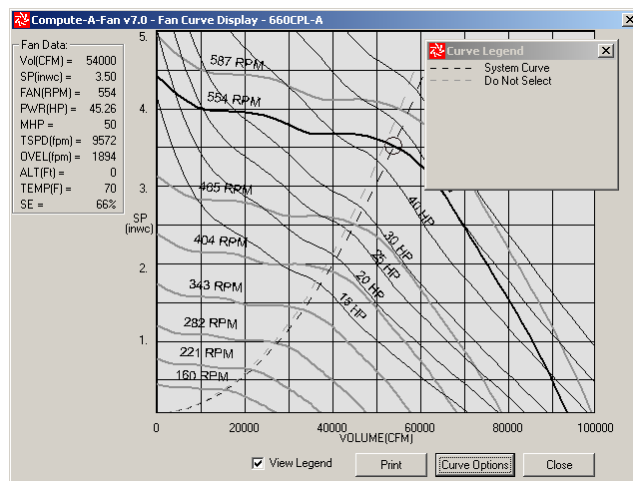 Compute-A-Fan v7.0 - Fan Curve Display - 660CPL-A
Fan Data:
Vol(CFM) = 54000
SP(inwc) = 3.50
FAN(RPM) = 554
PWR(HP) = 45.26
MHP = 50
TSPD(fpm) = 9572
OVEL(fpm) = 1894
ALT(Ft) = 0
TEMP(F) = 70
SE = 66%
Curve Legend
System Curve
Do Not Select
5.
4.
3.
SP
(inwc)
2.
1.
587 RPM
554 RPM
465 RPM
404 RPM
343 RPM
282 RPM
221 RPM
160 RPM
40 HP
30 HP
25 HP
20 HP
15 HP
0 20000 40000 60000 80000 100000
VOLUME(CFM)
View Legend Print Curve Options Close